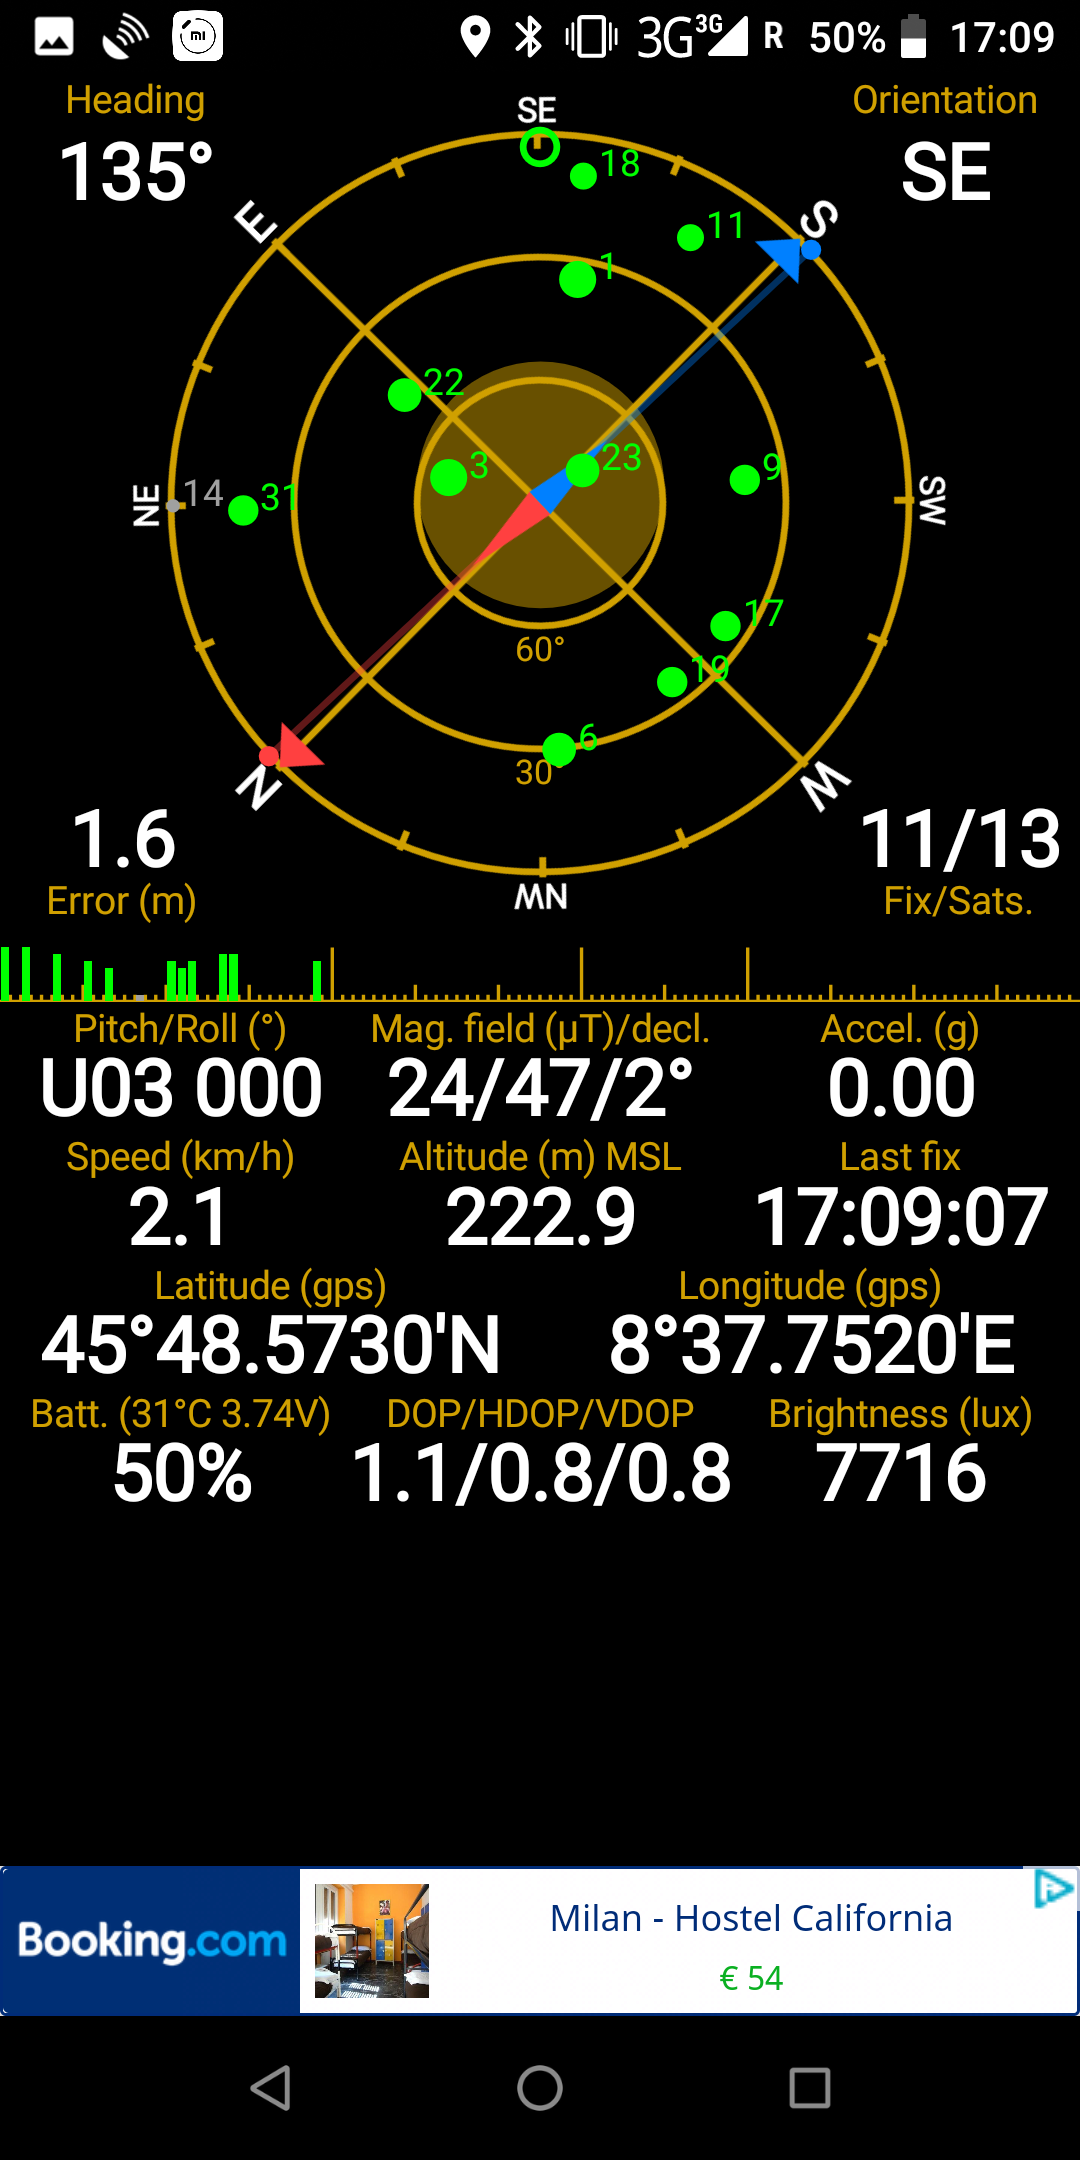 mi
3G 3G R 50% 17:09
Heading
Orientation
135°
SE
SE
18
E
S
11
1
22
3
23
9
NE
14
31
SW
17
60°
19
6
30°
N
W
1.6
11/13
Error (m)
NW
Fix/Sats.
Pitch/Roll (°) Mag. field (µT)/decl. Accel. (g)
U03 000 24/47/2° 0.00
Speed (km/h) Altitude (m) MSL Last fix
2.1 222.9 17:09:07
Latitude (gps) Longitude (gps)
45°48.5730'N 8°37.7520'E
Batt. (31°C 3.74V) DOP/HDOP/VDOP Brightness (lux)
50% 1.1/0.8/0.8 7716
Booking.com
Milan - Hostel California
€ 54